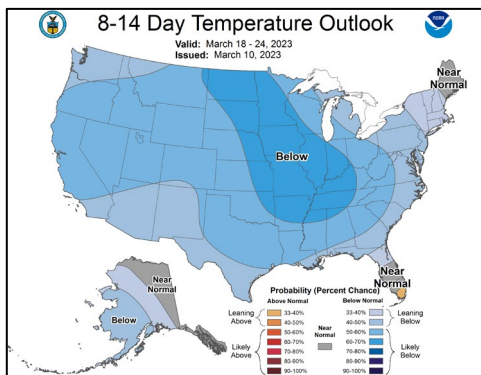 8-14 Day Temperature Outlook
Valid: March 18 - 24, 2023
Issued: March 10, 2023
NOAA
Near
Normal
Below
Near
Normal
Near
Normal
Below
Probability (Percent Chance)
Above Normal
Below Normal
Leaning
Above
33-40%
40-50%
33-40%
40-50%
Leaning
Below
Likely
Above
50-60%
60-70%
70-80%
80-90%
90-100%
Near
Normal
50-60%
60-70%
70-80%
80-90%
90-100%
Likely
Below